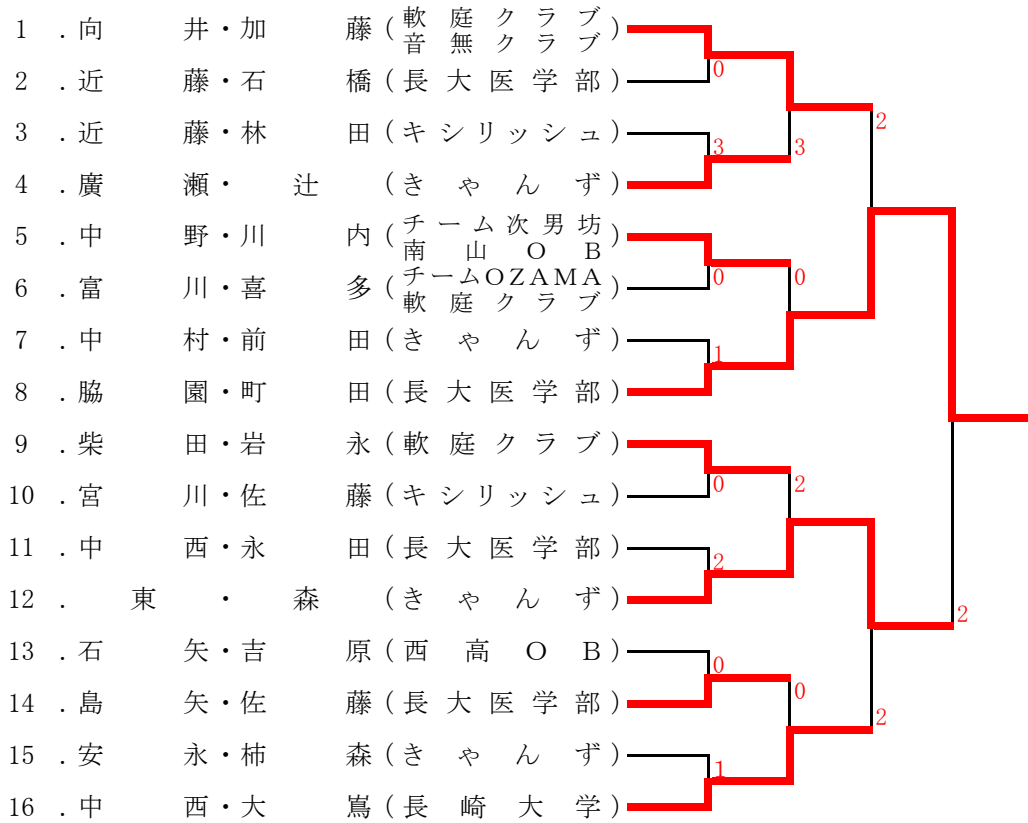 1 . 向 井・加 藤 (軟 庭 ク ラ ブ
音 無 ク ラ ブ)
0
2 . 近 藤・石 橋 (長 大 医 学 部)
2
3 . 近 藤・林 田 (キ シ リ ッ シ ュ)
3
3
4 . 廣 瀬・ 辻 (き ゃ ん ず)
5 . 中 野・川 内 (チ ー ム 次 男 坊
南 山 O B)
6 . 富 川・喜 多 (チームOZAMA
軟 庭 ク ラ ブ)
0
0
7 . 中 村・前 田 (き ゃ ん ず)
1
8 . 脇 園・町 田 (長 大 医 学 部)
9 . 柴 田・岩 永 (軟 庭 ク ラ ブ)
10 . 宮 川・佐 藤 (キ シ リ ッ シ ュ)
0
2
11 . 中 西・永 田 (長 大 医 学 部)
2
12 . 東 ・ 森 (き ゃ ん ず)
2
13 . 石 矢・吉 原 (西 高 O B)
0
14 . 島 矢・佐 藤 (長 大 医 学 部)
0
2
15 . 安 永・柿 森 (き ゃ ん ず)
1
16 . 中 西・大 嶌 (長 崎 大 学)